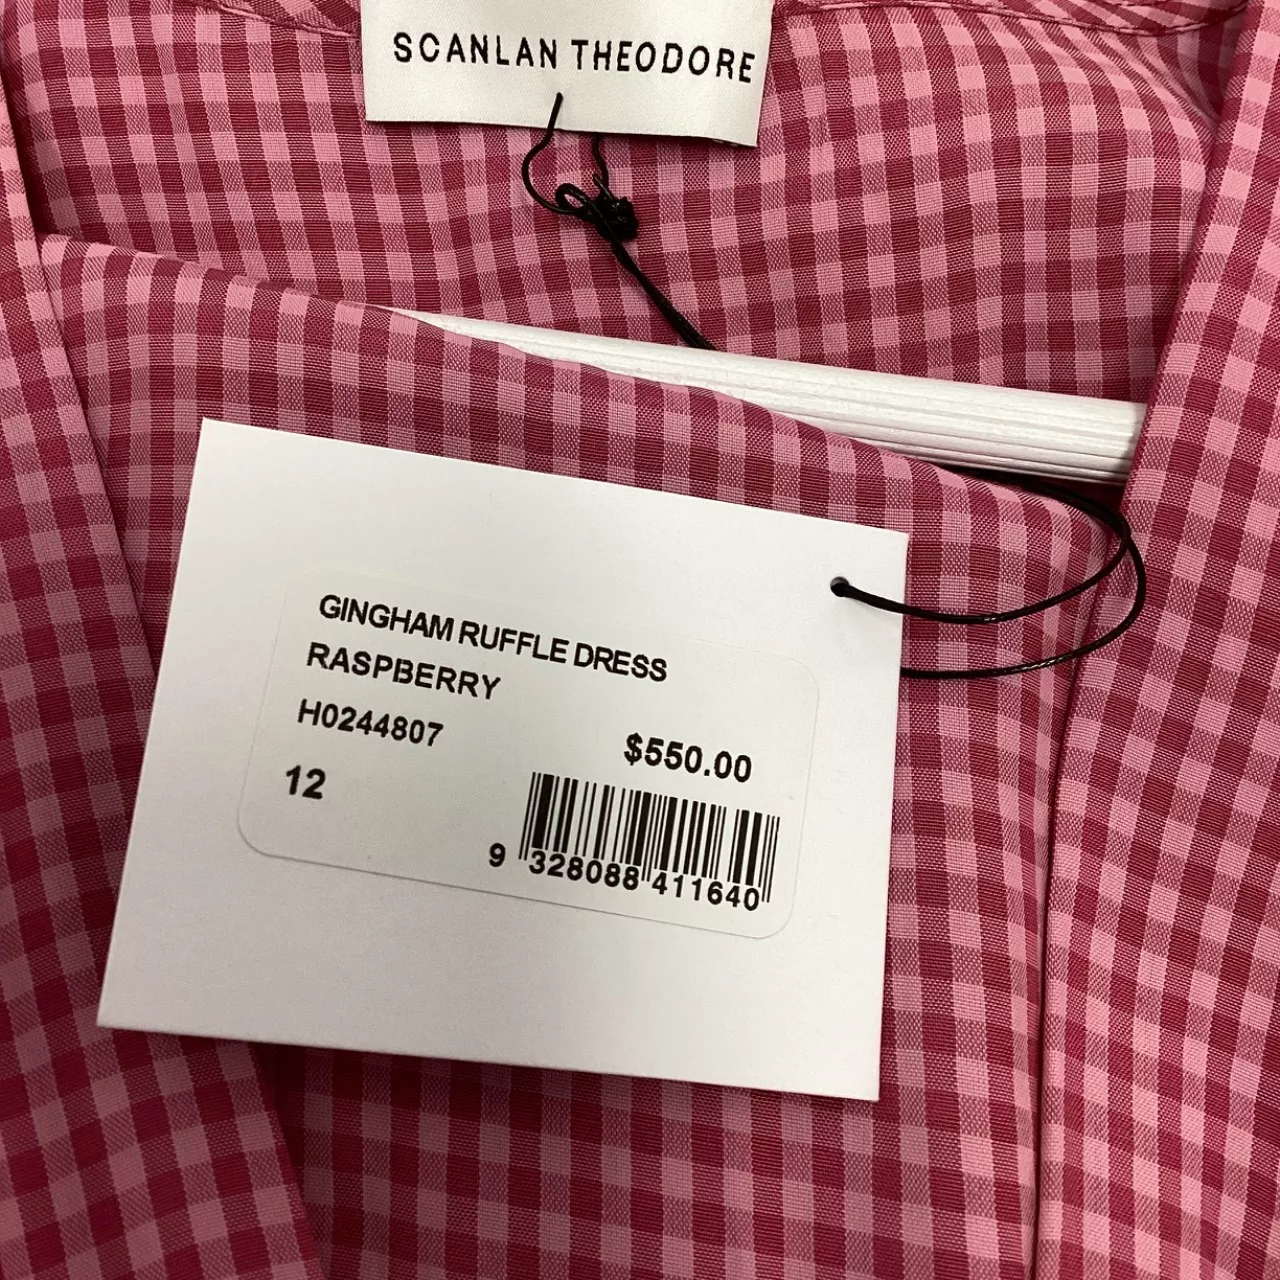 SCANLAN THEODORE
GINGHAM RUFFLE DRESS
RASPBERRY
H0244807
$550.00
12
9 328088 411640